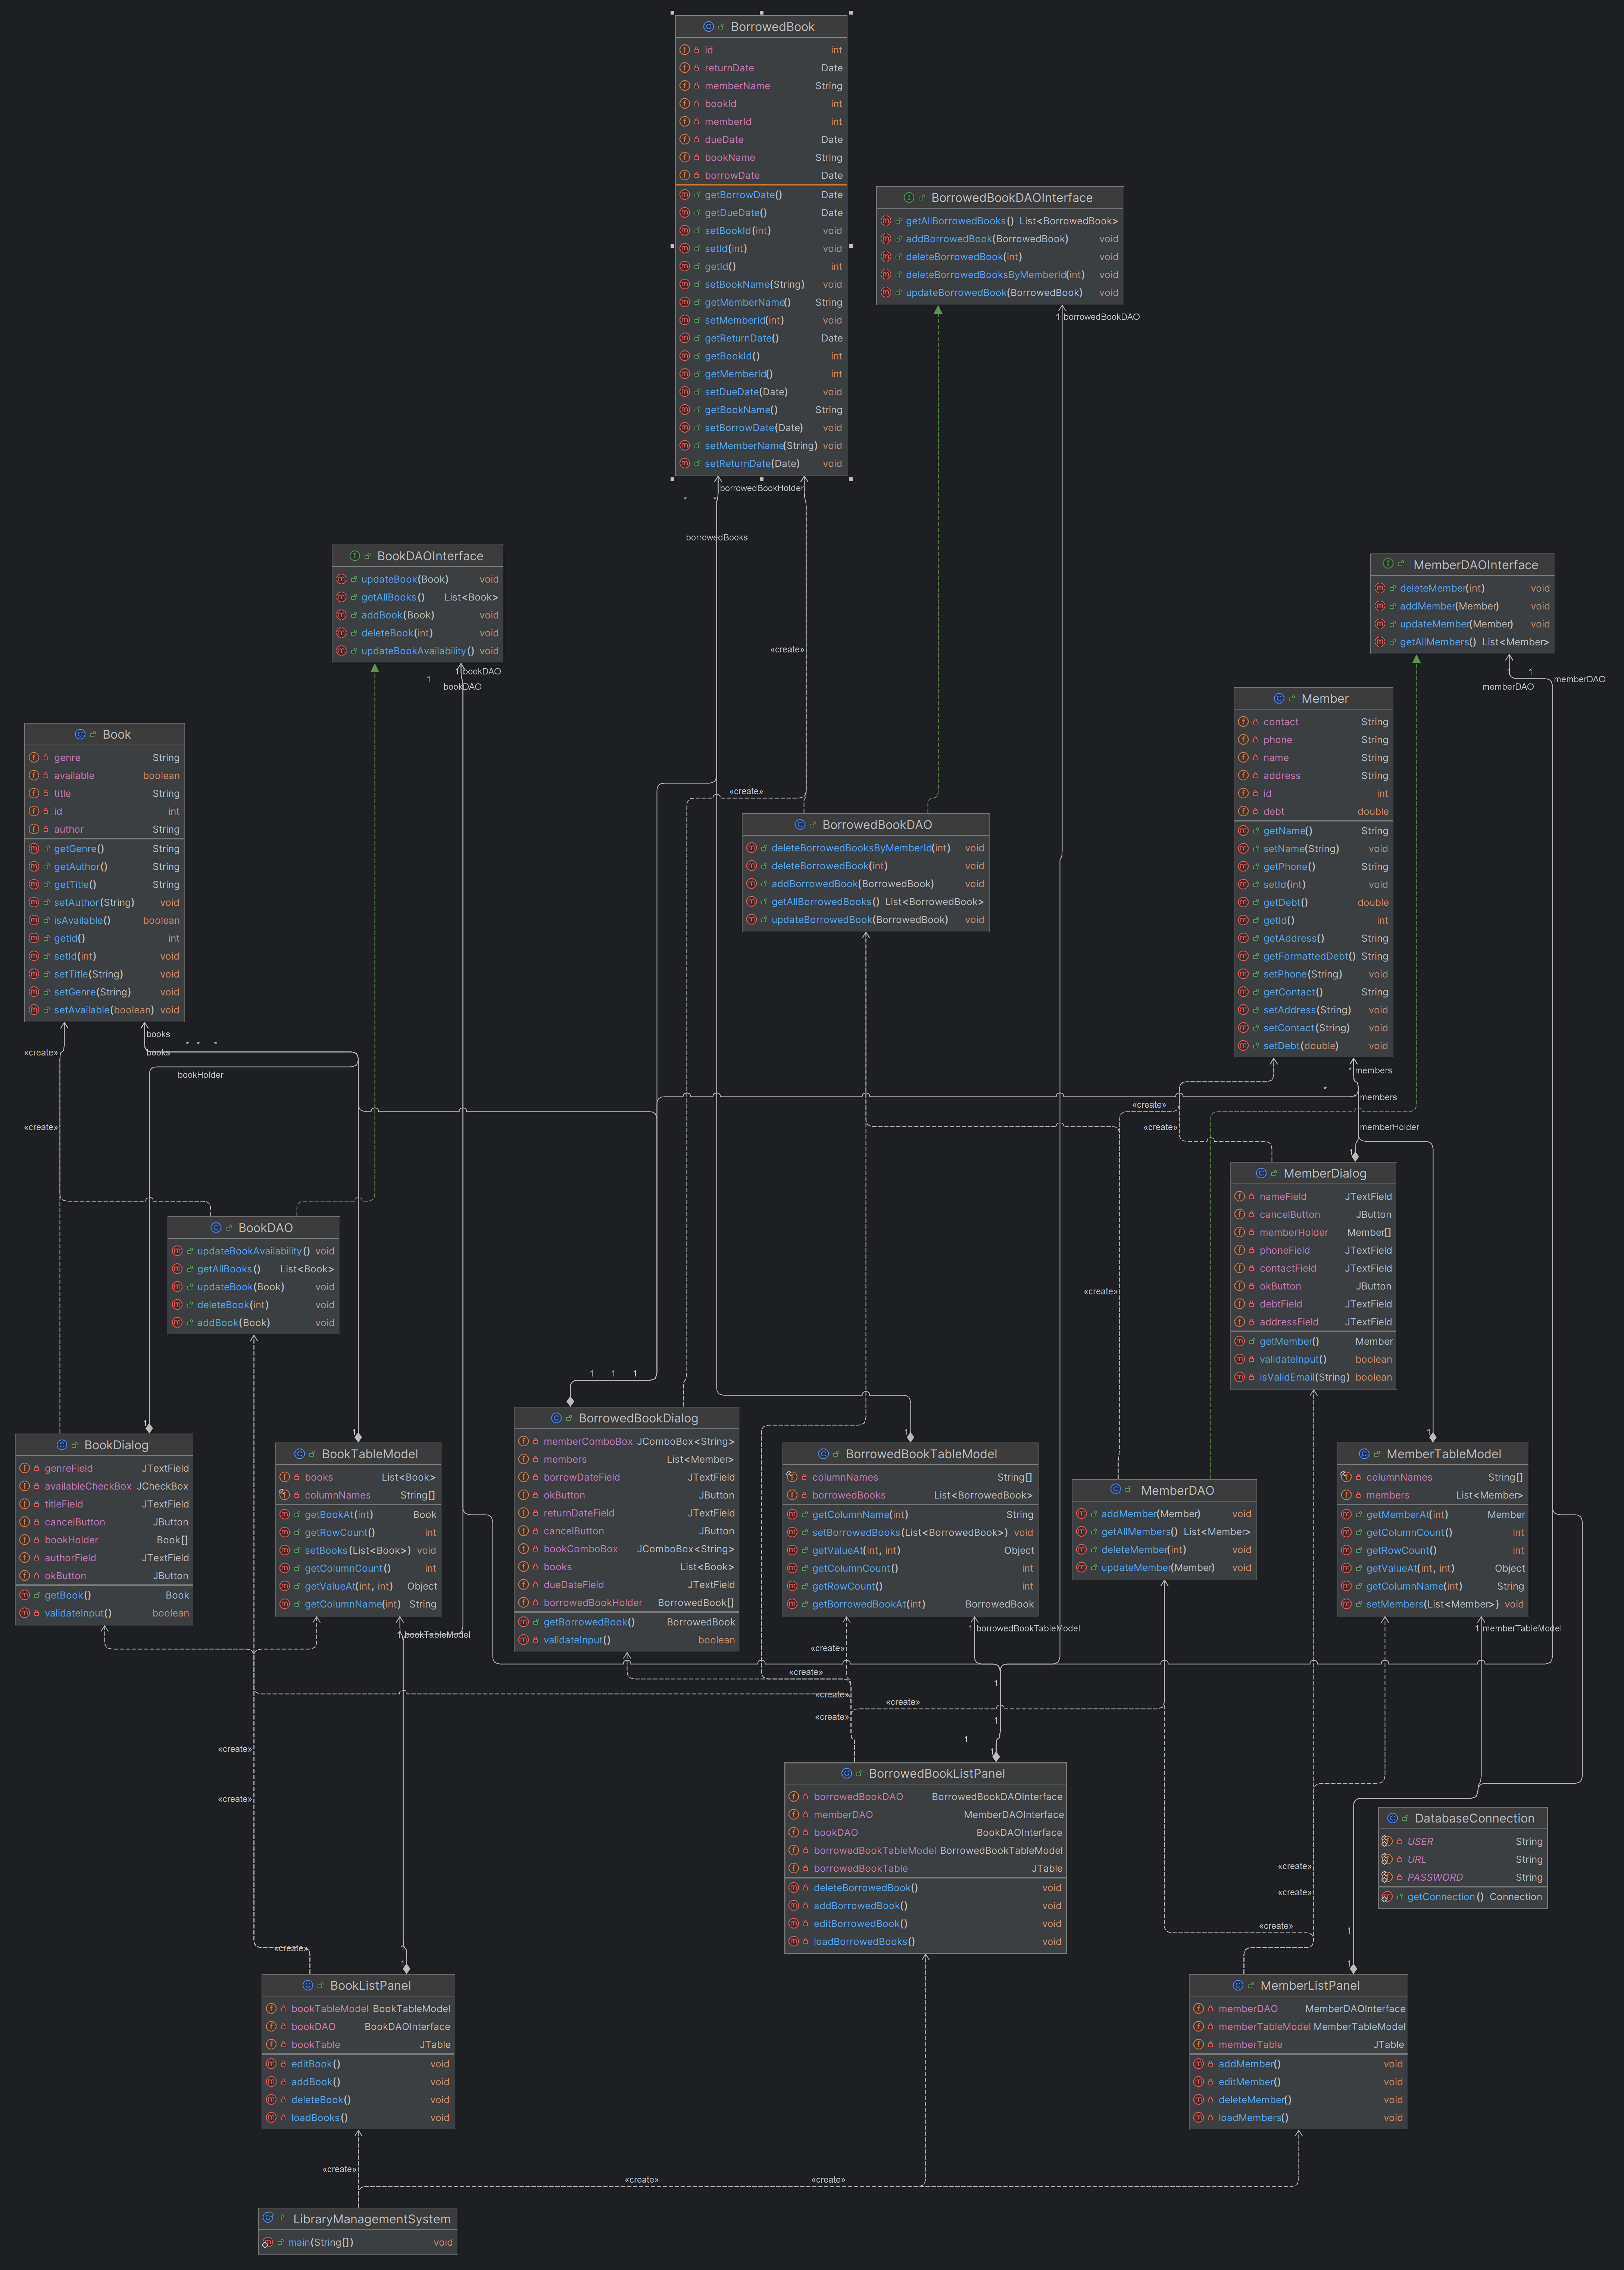 BorrowedBook
id int
returnDate Date
memberName String
bookId int
memberId int
dueDate Date
bookName String
borrowDate Date
getBorrowDate() Date
getDueDate() Date
setBookId(int) void
setId(int) void
getId() int
setBookName(String) void
getMemberName() String
setMemberId(int) void
getReturnDate() Date
getBookId() int
getMemberId() int
setDueDate(Date) void
getBookName() String
setBorrowDate(Date) void
setMemberName(String) void
setReturnDate(Date) void
BorrowedBookDAOInterface
getAllBorrowedBooks() List<BorrowedBook>
addBorrowedBook(BorrowedBook) void
deleteBorrowedBook(int) void
deleteBorrowedBooksByMemberId(int) void
updateBorrowedBook(BorrowedBook) void
1 borrowedBookDAO
borrowedBookHolder
* *
borrowedBooks
BookDAOInterface
updateBook(Book) void
getAllBooks() List<Book>
addBook(Book) void
deleteBook(int) void
updateBookAvailability() void
1 bookDAO
1 bookDAO
MemberDAOInterface
deleteMember(int) void
addMember(Member) void
updateMember(Member) void
getAllMembers() List<Member>
1 1 memberDAO
memberDAO
«create»
«create»
Book
genre String
available boolean
title String
id int
author String
getGenre() String
getAuthor() String
getTitle() String
setAuthor(String) void
isAvailable() boolean
getId() int
setId(int) void
setTitle(String) void
setGenre(String) void
setAvailable(boolean) void
BorrowedBookDAO
deleteBorrowedBooksByMemberId(int) void
deleteBorrowedBook(int) void
addBorrowedBook(BorrowedBook) void
getAllBorrowedBooks() List<BorrowedBook>
updateBorrowedBook(BorrowedBook) void
Member
contact String
phone String
name String
address String
id int
debt double
getName() String
setName(String) void
getPhone() String
setId(int) void
getDebt() double
getId() int
getAddress() String
getFormattedDebt() String
setPhone(String) void
getContact() String
setAddress(String) void
setContact(String) void
setDebt(double) void
books
«create» books * * *
bookHolder
«create»
* members
*
members
«create»
«create» memberHolder
1
BookDAO
updateBookAvailability() void
getAllBooks() List<Book>
updateBook(Book) void
deleteBook(int) void
addBook(Book) void
MemberDialog
nameField JTextField
cancelButton JButton
memberHolder Member[]
phoneField JTextField
contactField JTextField
okButton JButton
debtField JTextField
addressField JTextField
getMember() Member
validateInput() boolean
isValidEmail(String) boolean
«create»
1 1 1
1
1
1
1
BookDialog
genreField JTextField
availableCheckBox JCheckBox
titleField JTextField
cancelButton JButton
bookHolder Book[]
authorField JTextField
okButton JButton
getBook() Book
validateInput() boolean
BookTableModel
books List<Book>
columnNames String[]
getBookAt(int) Book
getRowCount() int
setBooks(List<Book>) void
getColumnCount() int
getValueAt(int, int) Object
getColumnName(int) String
BorrowedBookDialog
memberComboBox JComboBox<String>
members List<Member>
borrowDateField JTextField
okButton JButton
returnDateField JTextField
cancelButton JButton
bookComboBox JComboBox<String>
books List<Book>
dueDateField JTextField
borrowedBookHolder BorrowedBook[]
getBorrowedBook() BorrowedBook
validateInput() boolean
BorrowedBookTableModel
columnNames String[]
borrowedBooks List<BorrowedBook>
getColumnName(int) String
setBorrowedBooks(List<BorrowedBook>) void
getValueAt(int, int) Object
getColumnCount() int
getRowCount() int
getBorrowedBookAt(int) BorrowedBook
MemberDAO
addMember(Member) void
getAllMembers() List<Member>
deleteMember(int) void
updateMember(Member) void
MemberTableModel
columnNames String[]
members List<Member>
getMemberAt(int) Member
getColumnCount() int
getRowCount() int
getValueAt(int, int) Object
getColumnName(int) String
setMembers(List<Member>) void
1 bookTableModel
1 borrowedBookTableModel
1 memberTableModel
«create»
«create»
«create»
«create»
«create»
1
1
1
1
«create»
«create»
BorrowedBookListPanel
borrowedBookDAO BorrowedBookDAOInterface
memberDAO MemberDAOInterface
bookDAO BookDAOInterface
borrowedBookTableModel BorrowedBookTableModel
borrowedBookTable JTable
deleteBorrowedBook() void
addBorrowedBook() void
editBorrowedBook() void
loadBorrowedBooks() void
DatabaseConnection
USER String
URL String
PASSWORD String
getConnection() Connection
«create»
«create»
«create»
«create»
1
1
1
1
BookListPanel
bookTableModel BookTableModel
bookDAO BookDAOInterface
bookTable JTable
editBook() void
addBook() void
deleteBook() void
loadBooks() void
MemberListPanel
memberDAO MemberDAOInterface
memberTableModel MemberTableModel
memberTable JTable
addMember() void
editMember() void
deleteMember() void
loadMembers() void
«create»
«create» «create»
LibraryManagementSystem
main(String[]) void